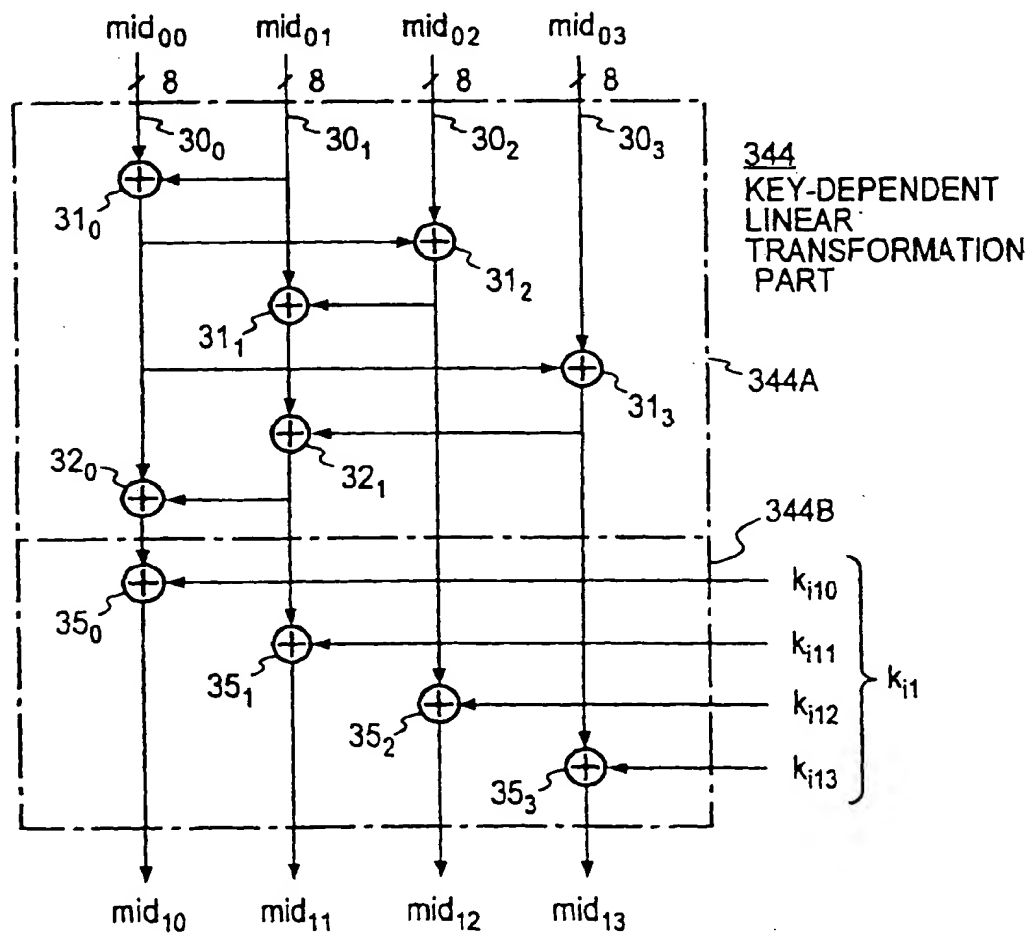 mid₀₀ mid₀₁ mid₀₂ mid₀₃
8 8 8 8
30₀ 30₁ 30₂ 30₃
344
KEY-DEPENDENT
LINEAR
TRANSFORMATION
PART
31₀
31₂
31₁
344A
31₃
32₀ 32₁
344B
35₀ kᵢ₁₀
35₁ kᵢ₁₁
kᵢ₁
35₂ kᵢ₁₂
35₃ kᵢ₁₃
mid₁₀ mid₁₁ mid₁₂ mid₁₃